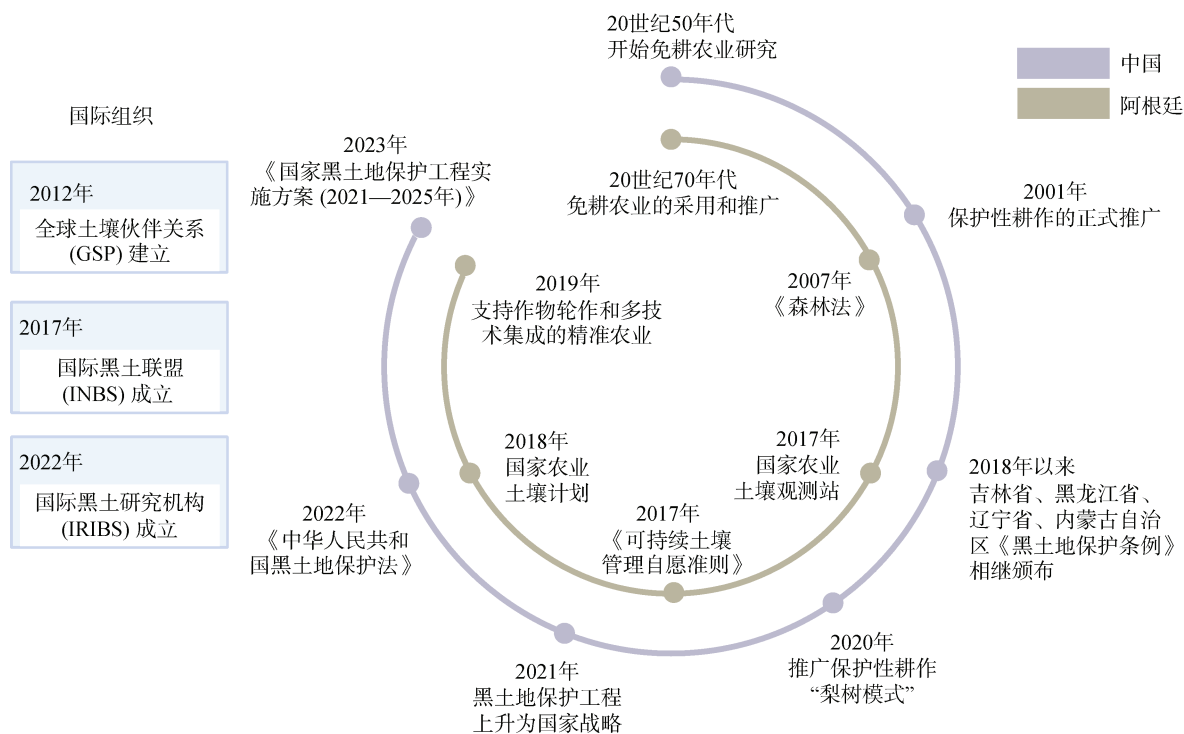 20世纪50年代
开始免耕农业研究
中国
阿根廷
国际组织
2012年
全球土壤伙伴关系
(GSP) 建立
2017年
国际黑土联盟
(INBS) 成立
2022年
国际黑土研究机构
(IRIBS) 成立
2023年
《国家黑土地保护工程实
施方案 (2021—2025年)》
20世纪70年代
免耕农业的采用和推广
2001年
保护性耕作的正式推广
2019年
支持作物轮作和多技
术集成的精准农业
2007年
《森林法》
2018年
国家农业
土壤计划
2017年
国家农业
土壤观测站
2018年以来
吉林省、黑龙江省、
辽宁省、内蒙古自治
区《黑土地保护条例》
相继颁布
2022年
《中华人民共和
国黑土地保护法》
2017年
《可持续土壤
管理自愿准则》
2021年
黑土地保护工程
上升为国家战略
2020年
推广保护性耕作
“梨树模式”